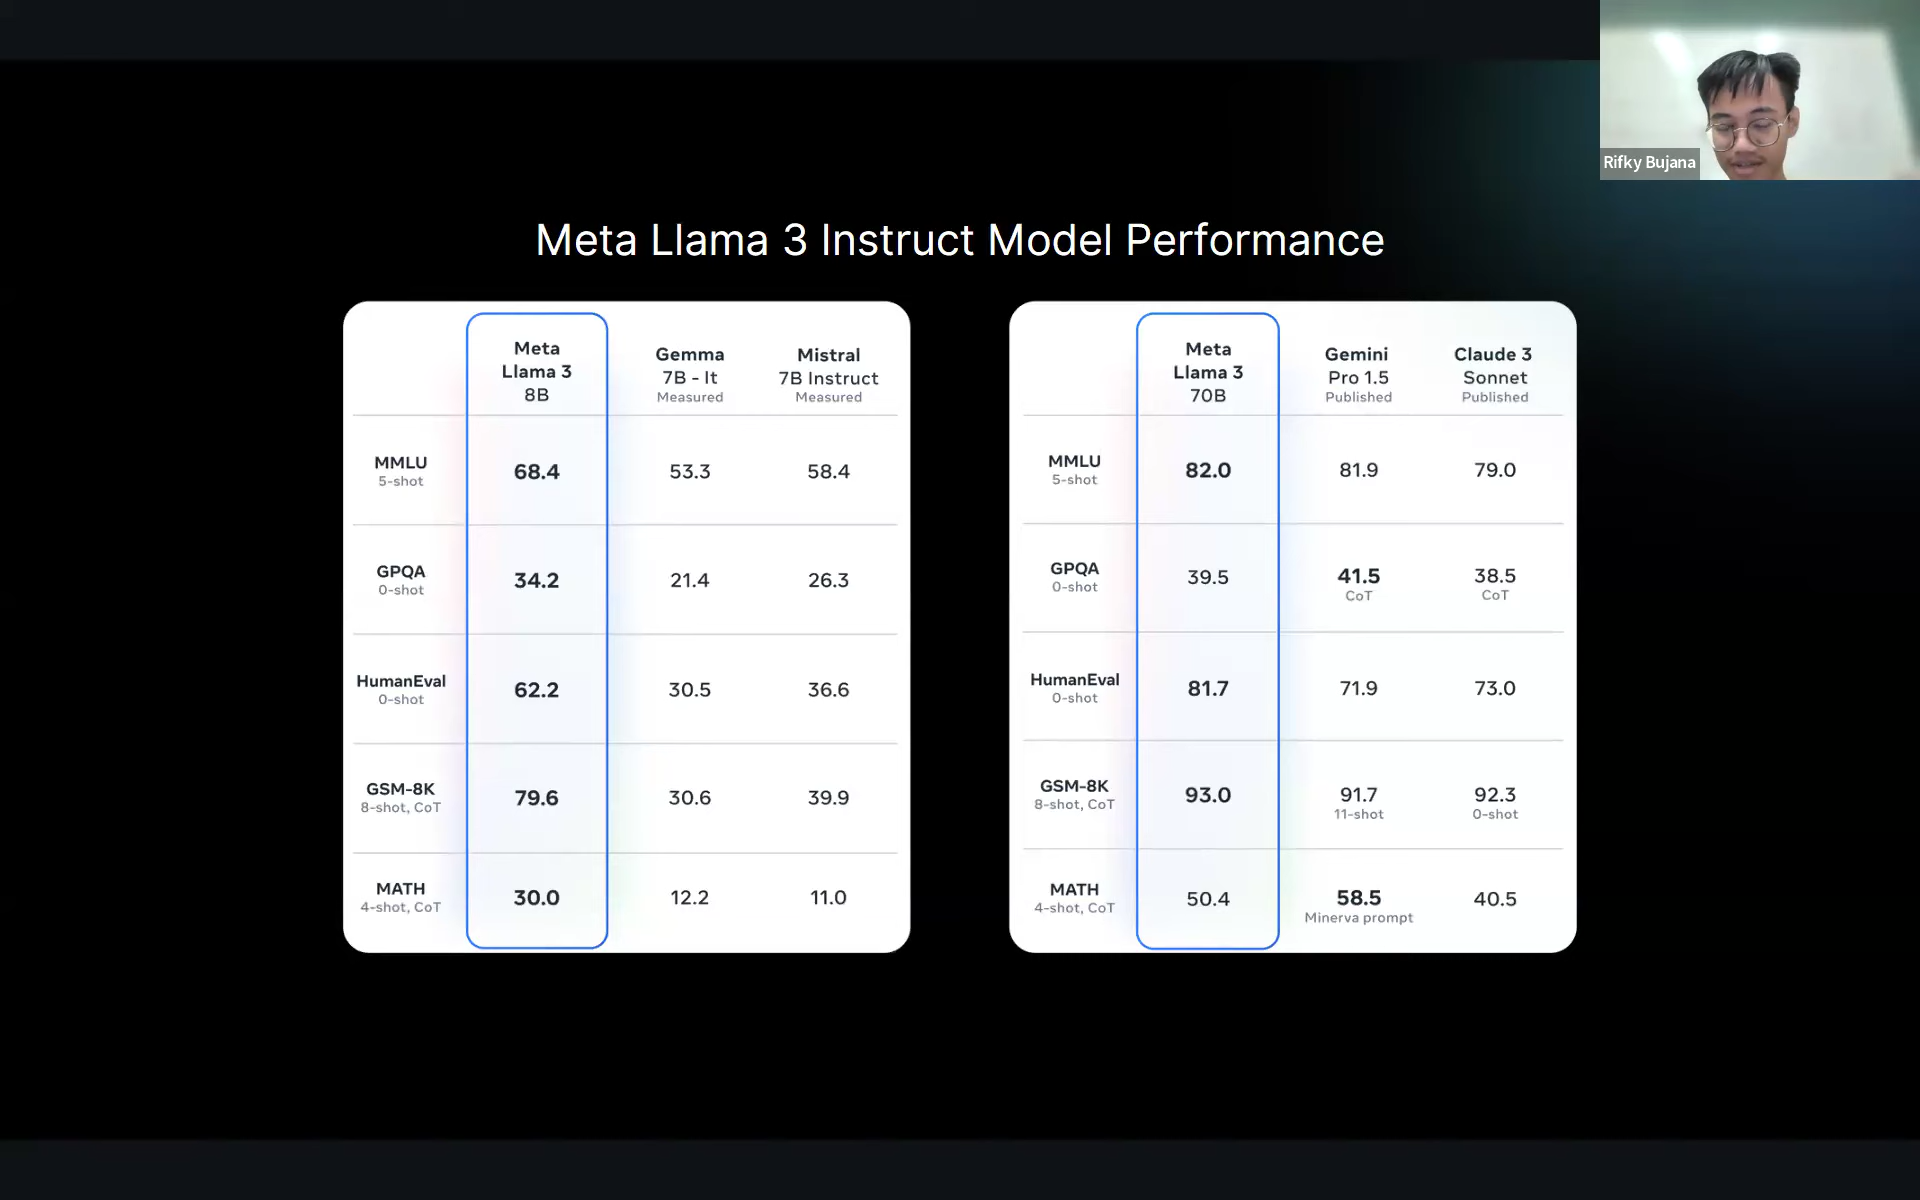 Rifky Bujana
Meta Llama 3 Instruct Model Performance
Meta
Llama 3
8B
Gemma
7B - It
Measured
Mistral
7B Instruct
Measured
MMLU
5-shot
68.4
53.3
58.4
GPQA
0-shot
34.2
21.4
26.3
HumanEval
0-shot
62.2
30.5
36.6
GSM-8K
8-shot, CoT
79.6
30.6
39.9
MATH
4-shot, CoT
30.0
12.2
11.0
Meta
Llama 3
70B
Gemini
Pro 1.5
Published
Claude 3
Sonnet
Published
MMLU
5-shot
82.0
81.9
79.0
GPQA
0-shot
39.5
41.5
CoT
38.5
CoT
HumanEval
0-shot
81.7
71.9
73.0
GSM-8K
8-shot, CoT
93.0
91.7
11-shot
92.3
0-shot
MATH
4-shot, CoT
50.4
58.5
Minerva prompt
40.5